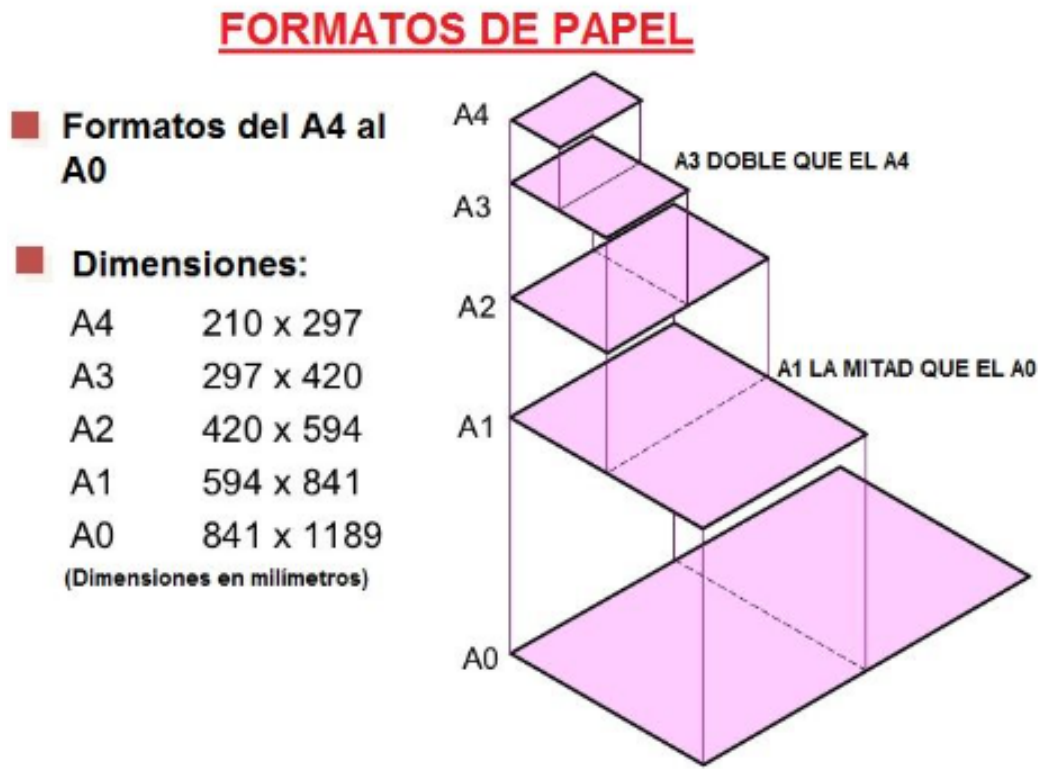 FORMATOS DE PAPEL
Formatos del A4 al
A0
Dimensiones:
A4 210 x 297
A3 297 x 420
A2 420 x 594
A1 594 x 841
A0 841 x 1189
(Dimensiones en milímetros)
A4
A3 DOBLE QUE EL A4
A3
A2
A1 LA MITAD QUE EL A0
A1
A0